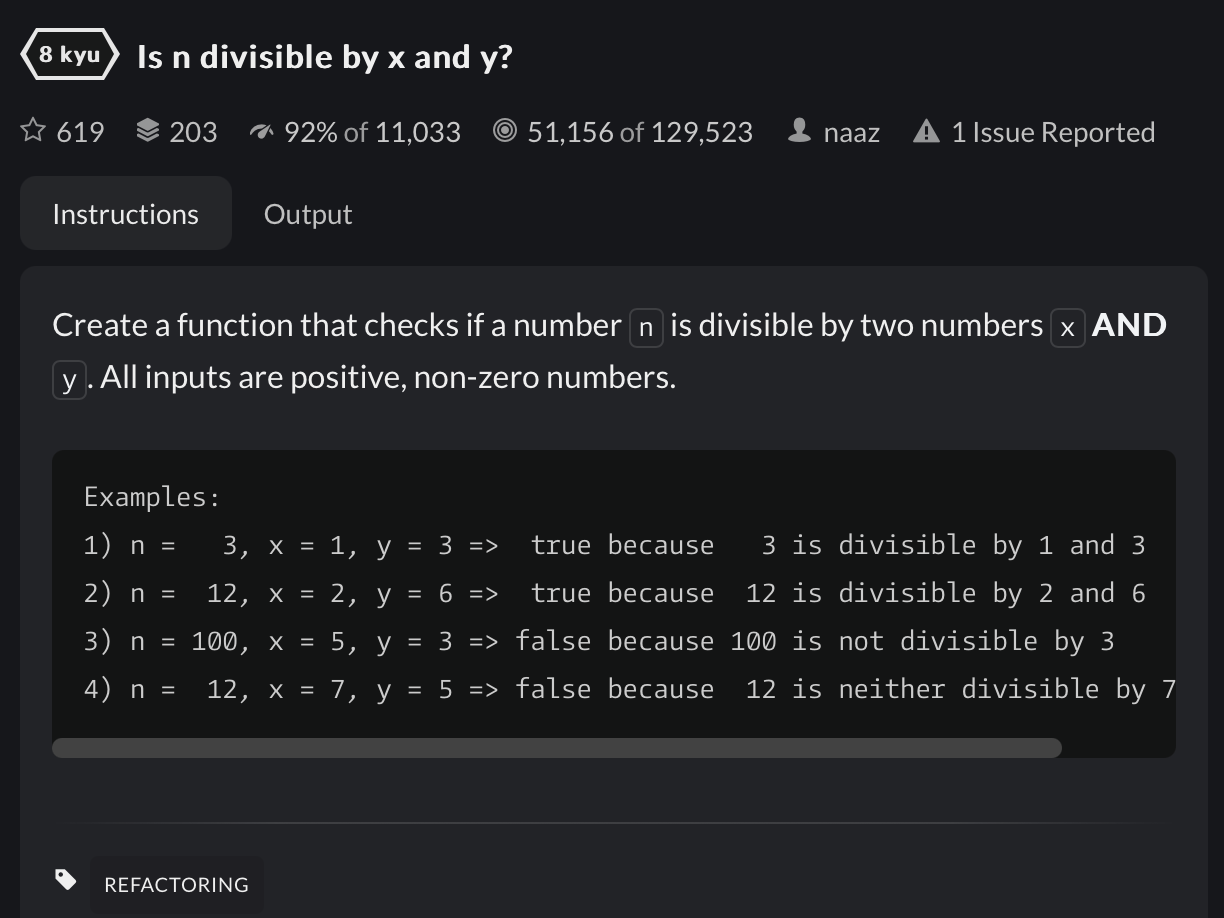 8 kyu Is n divisible by x and y?
619 203 92% of 11,033 51,156 of 129,523 naaz 1 Issue Reported
Instructions Output
Create a function that checks if a number n is divisible by two numbers x AND
y. All inputs are positive, non-zero numbers.
Examples:
1) n =   3, x = 1, y = 3 =>  true because   3 is divisible by 1 and 3
2) n =  12, x = 2, y = 6 =>  true because  12 is divisible by 2 and 6
3) n = 100, x = 5, y = 3 => false because 100 is not divisible by 3
4) n =  12, x = 7, y = 5 => false because  12 is neither divisible by 7
REFACTORING